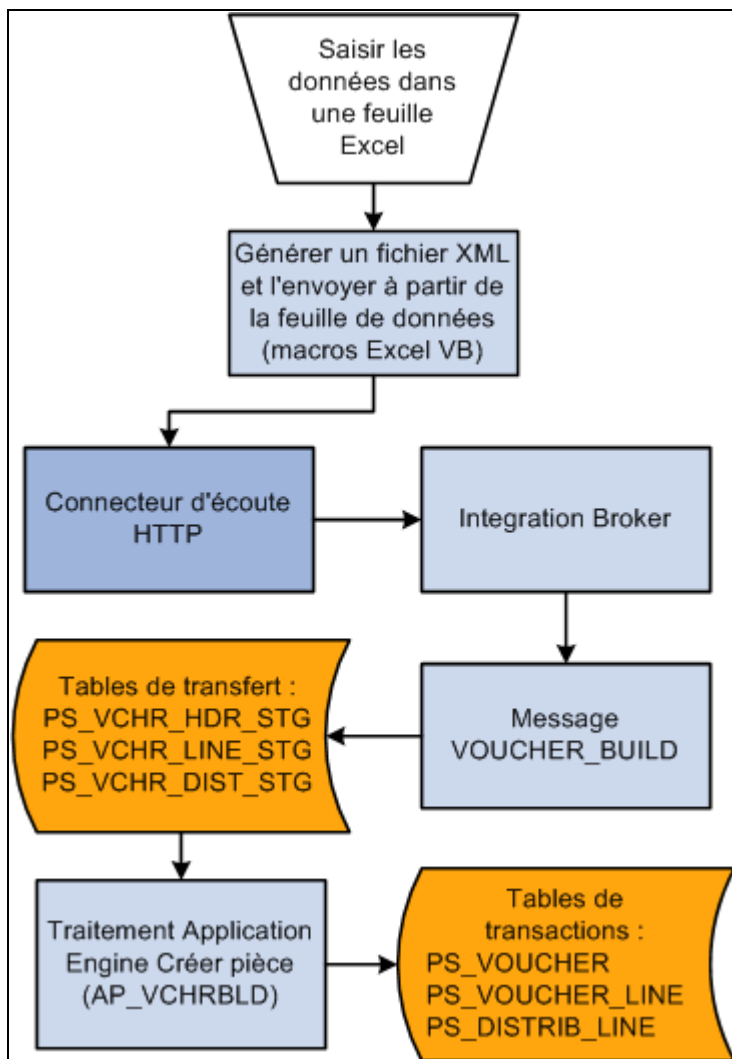 Saisir les
données dans
une feuille
Excel
Générer un fichier XML
et l'envoyer à partir de
la feuille de données
(macros Excel VB)
Connecteur d'écoute
HTTP
Integration Broker
Message
VOUCHER_BUILD
Tables de transfert :
PS_VCHR_HDR_STG
PS_VCHR_LINE_STG
PS_VCHR_DIST_STG
Traitement Application
Engine Créer pièce
(AP_VCHRBLD)
Tables de
transactions :
PS_VOUCHER
PS_VOUCHER_LINE
PS_DISTRIB_LINE